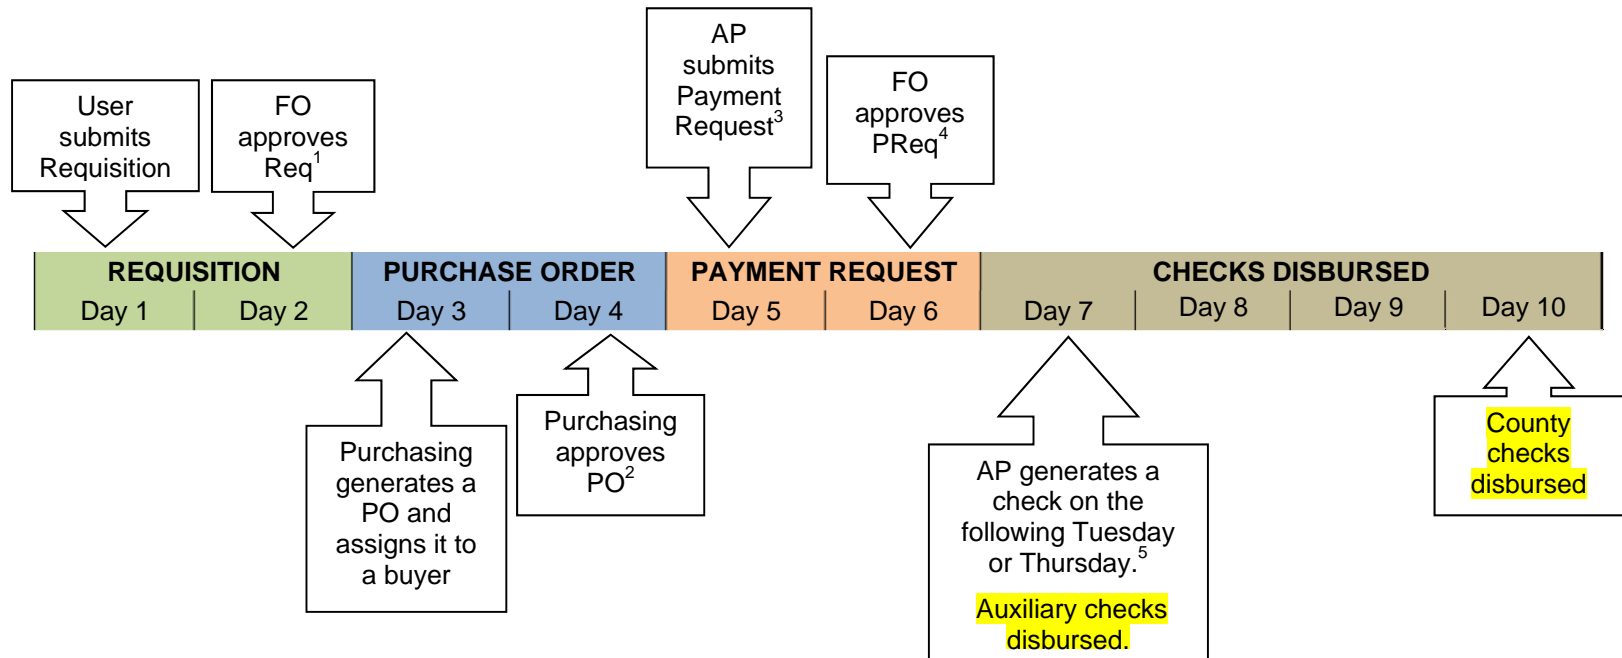 User
submits
Requisition
FO
approves
Req1
AP
submits
Payment
Request3
FO
approves
PReq4
REQUISITION
PURCHASE ORDER
PAYMENT REQUEST
CHECKS DISBURSED
Day 1
Day 2
Day 3
Day 4
Day 5
Day 6
Day 7
Day 8
Day 9
Day 10
Purchasing
generates a
PO and
assigns it to
a buyer
Purchasing
approves
PO2
AP generates a
check on the
following Tuesday
or Thursday.5
Auxiliary checks
disbursed.
County
checks
disbursed